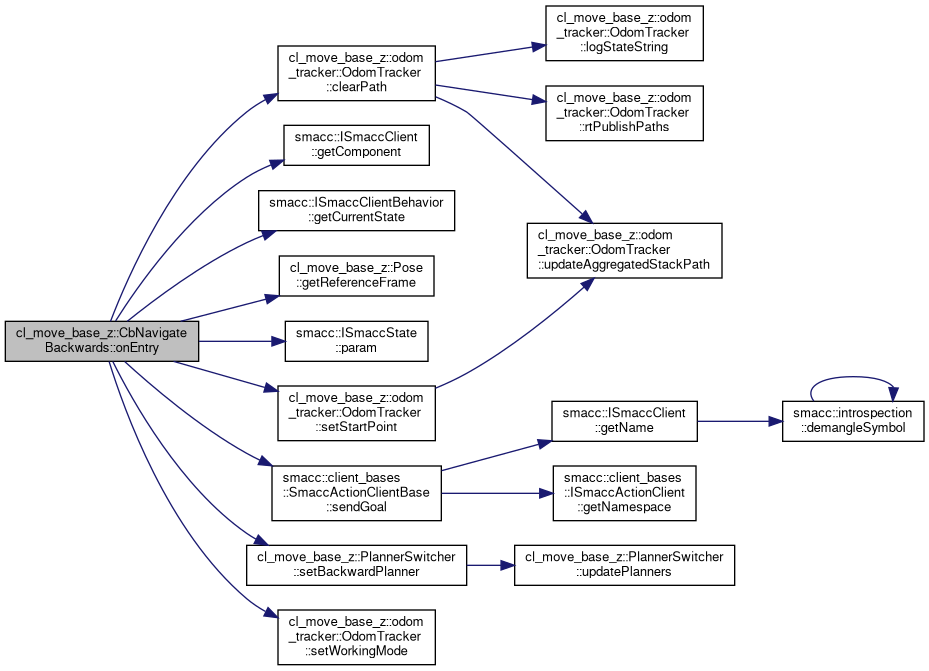 cl_move_base_z::CbNavigate
Backwards::onEntry
cl_move_base_z::odom
_tracker::OdomTracker
::clearPath
smacc::ISmaccClient
::getComponent
smacc::ISmaccClientBehavior
::getCurrentState
cl_move_base_z::Pose
::getReferenceFrame
smacc::ISmaccState
::param
cl_move_base_z::odom
_tracker::OdomTracker
::setStartPoint
smacc::client_bases
::SmaccActionClientBase
::sendGoal
cl_move_base_z::PlannerSwitcher
::setBackwardPlanner
cl_move_base_z::odom
_tracker::OdomTracker
::setWorkingMode
cl_move_base_z::odom
_tracker::OdomTracker
::logStateString
cl_move_base_z::odom
_tracker::OdomTracker
::rtPublishPaths
cl_move_base_z::odom
_tracker::OdomTracker
::updateAggregatedStackPath
smacc::ISmaccClient
::getName
smacc::client_bases
::ISmaccActionClient
::getNamespace
cl_move_base_z::PlannerSwitcher
::updatePlanners
smacc::introspection
::demangleSymbol